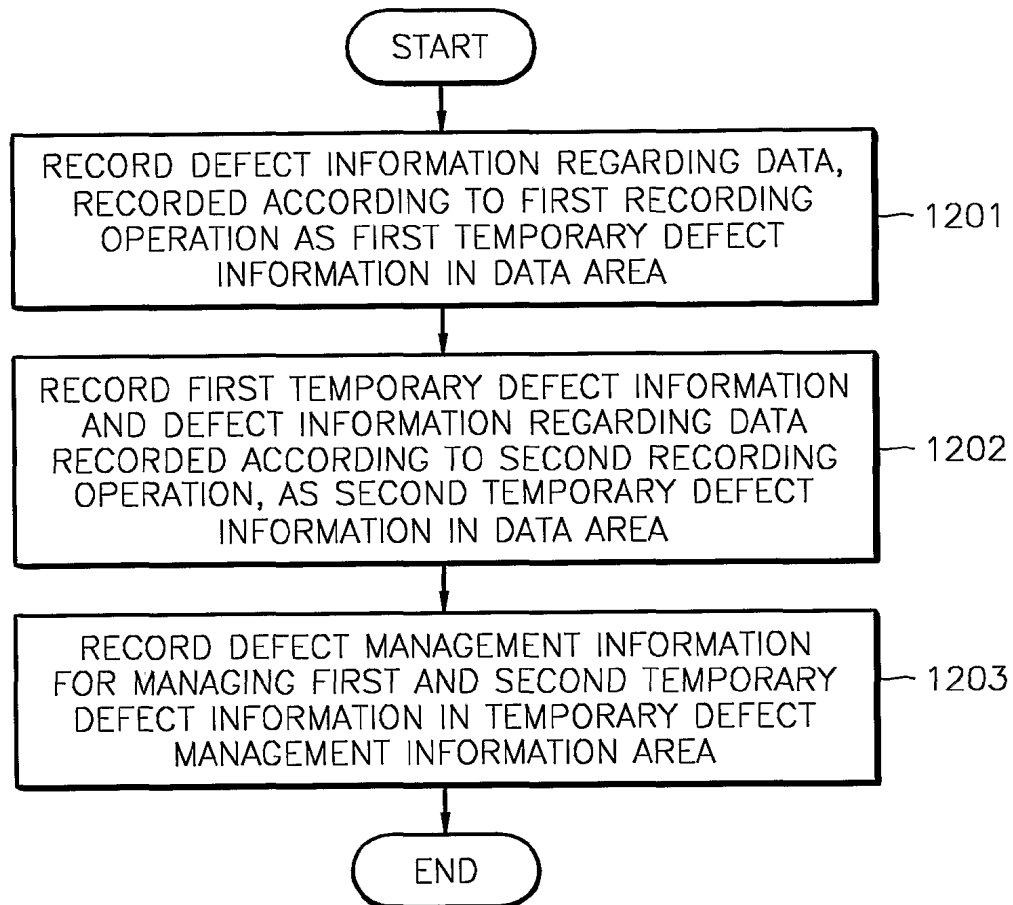 START
RECORD DEFECT INFORMATION REGARDING DATA,
RECORDED ACCORDING TO FIRST RECORDING
OPERATION AS FIRST TEMPORARY DEFECT
INFORMATION IN DATA AREA
1201
RECORD FIRST TEMPORARY DEFECT INFORMATION
AND DEFECT INFORMATION REGARDING DATA
RECORDED ACCORDING TO SECOND RECORDING
OPERATION, AS SECOND TEMPORARY DEFECT
INFORMATION IN DATA AREA
1202
RECORD DEFECT MANAGEMENT INFORMATION
FOR MANAGING FIRST AND SECOND TEMPORARY
DEFECT INFORMATION IN TEMPORARY DEFECT
MANAGEMENT INFORMATION AREA
1203
END